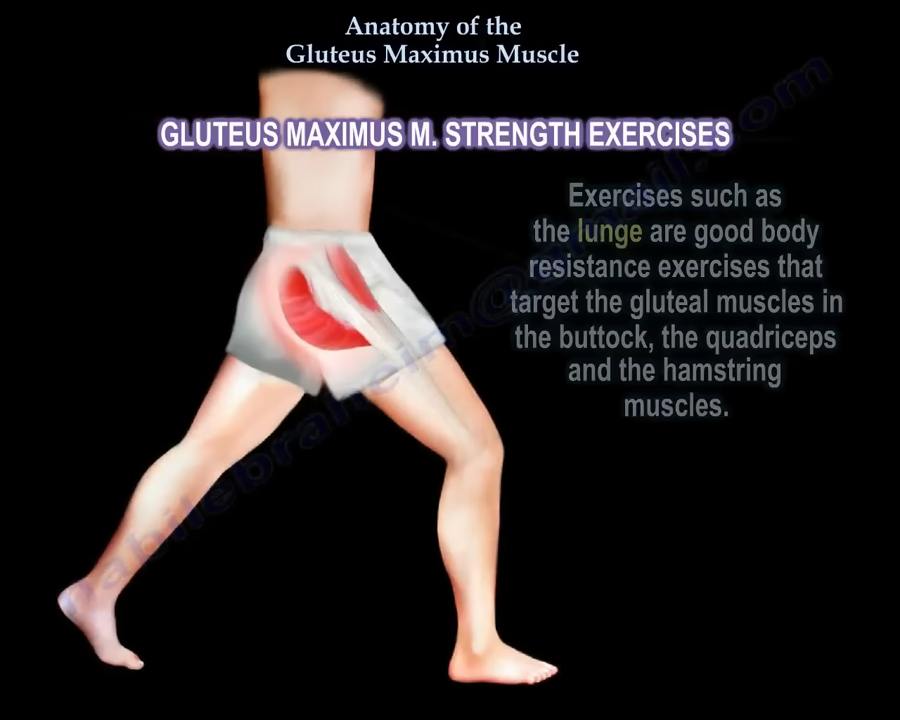 Anatomy of the
Gluteus Maximus Muscle
GLUTEUS MAXIMUS M. STRENGTH EXERCISES
Exercises such as
the lunge are good body
resistance exercises that
target the gluteal muscles in
the buttock, the quadriceps
and the hamstring
muscles.